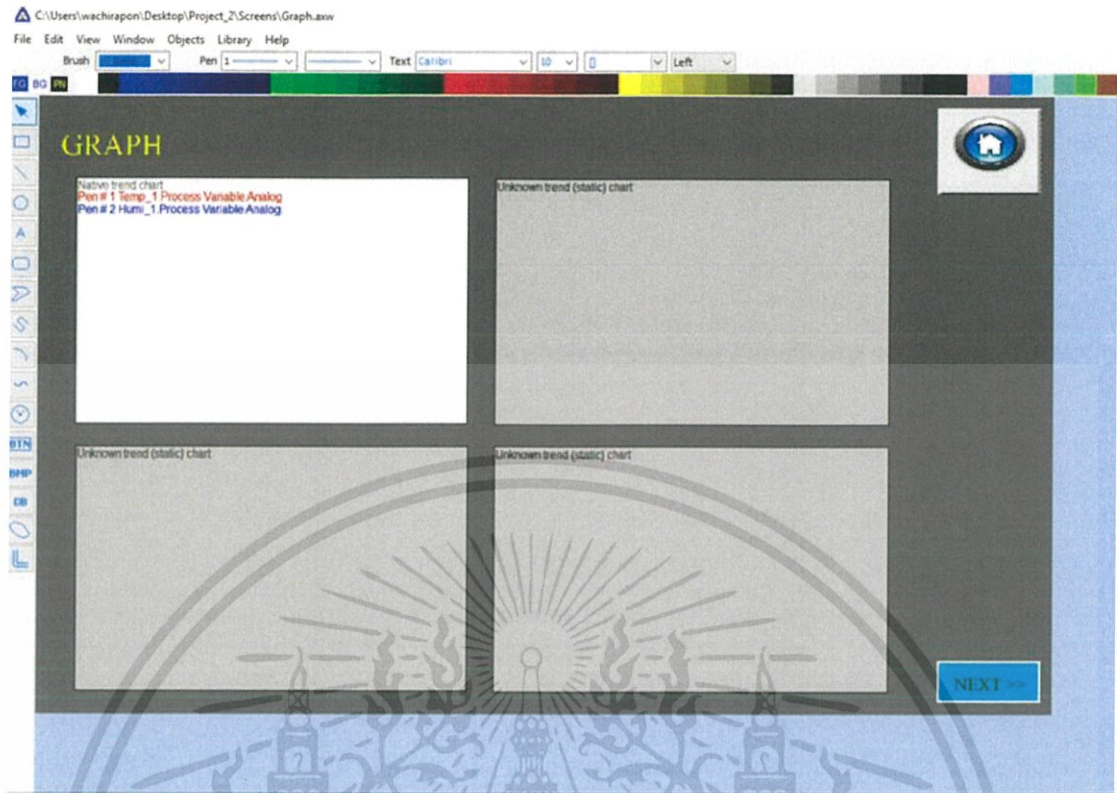 C:\Users\wachirapon\Desktop\Project_2\Screens\Graph.axw
File Edit View Window Objects Library Help
Brush Pen 1 Text Calibri 10 [] Left
FG BG PN
GRAPH
Native trend chart
Pen # 1 Temp_1.Process Variable Analog
Pen # 2 Humi_1.Process Variable Analog
Unknown trend (static) chart
A
BTN
Unknown trend (static) chart
Unknown trend (static) chart
BMP
DB
NEXT >>